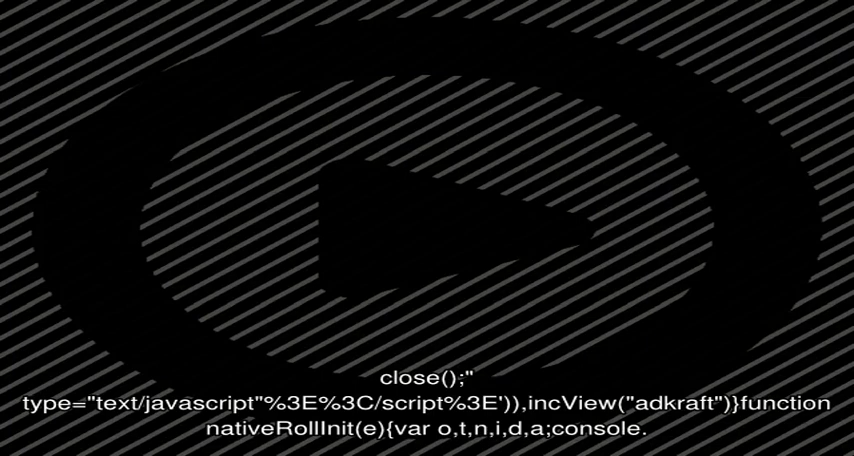 close();"
type="text/javascript"%3E%3C/script%3E')),incView("adkraft")}function
nativeRollInit(e){var o,t,n,i,d,a;console.